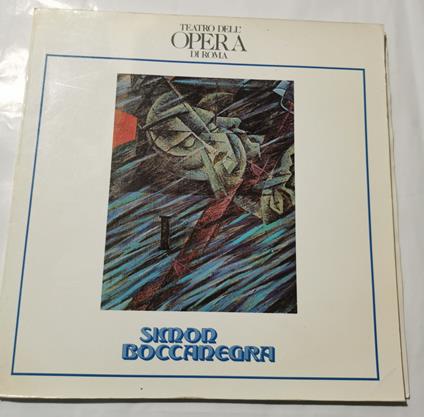 TEATRO DELL'
OPERA
DI ROMA
SIMON
BOCCANEGRA